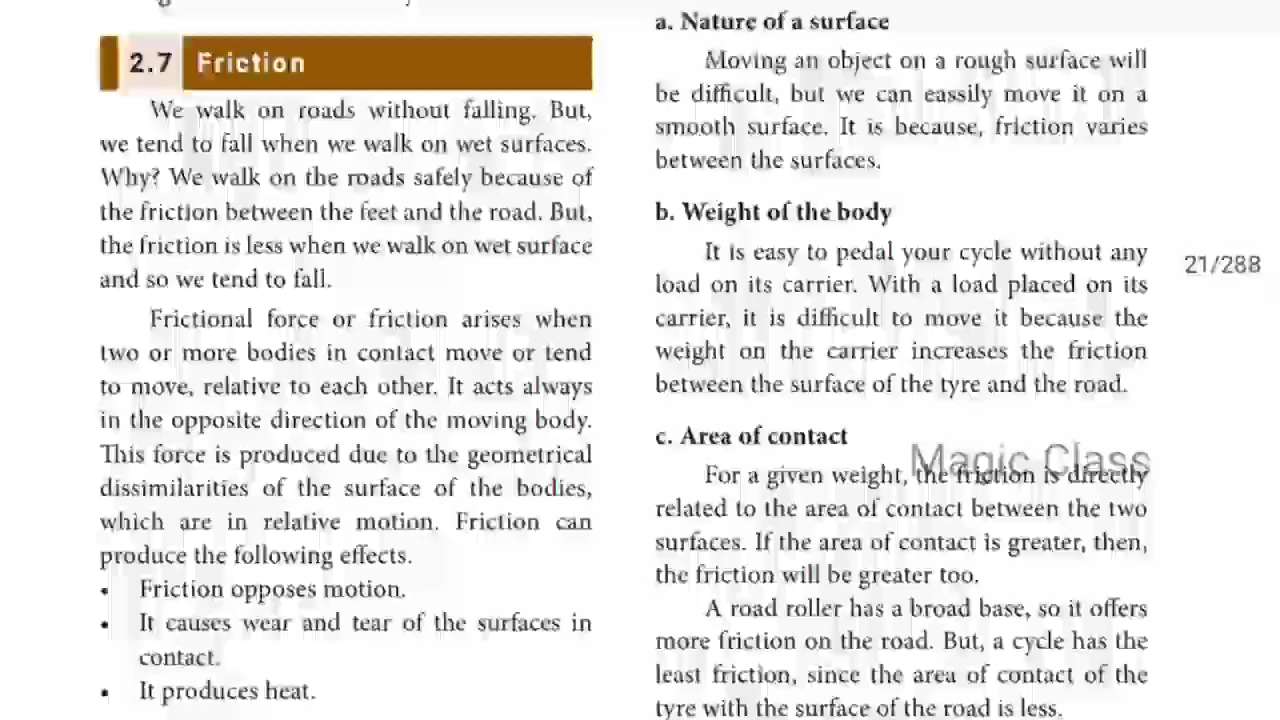 2.7 Friction
We walk on roads without falling. But,
we tend to fall when we walk on wet surfaces.
Why? We walk on the roads safely because of
the friction between the feet and the road. But,
the friction is less when we walk on wet surface
and so we tend to fall.
Frictional force or friction arises when
two or more bodies in contact move or tend
to move, relative to each other. It acts always
in the opposite direction of the moving body.
This force is produced due to the geometrical
dissimilarities of the surface of the bodies,
which are in relative motion. Friction can
produce the following effects.
• Friction opposes motion.
• It causes wear and tear of the surfaces in
contact.
• It produces heat.
a. Nature of a surface
Moving an object on a rough surface will
be difficult, but we can eassily move it on a
smooth surface. It is because, friction varies
between the surfaces.
b. Weight of the body
It is easy to pedal your cycle without any
load on its carrier. With a load placed on its
carrier, it is difficult to move it because the
weight on the carrier increases the friction
between the surface of the tyre and the road.
c. Area of contact
For a given weight, the friction is directly
related to the area of contact between the two
surfaces. If the area of contact is greater, then,
the friction will be greater too.
A road roller has a broad base, so it offers
more friction on the road. But, a cycle has the
least friction, since the area of contact of the
tyre with the surface of the road is less.
21/288
Magic Class